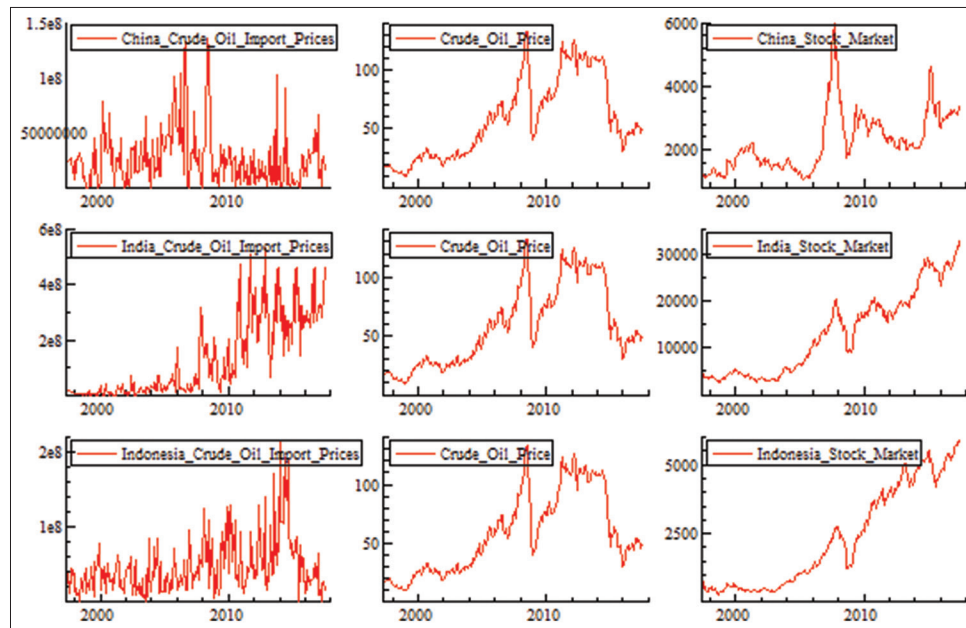 1.5e8
China_Crude_Oil_Import_Prices
1e8
50000000
2000
2010
Crude_Oil_Price
100
50
2000
2010
6000
China_Stock_Market
4000
2000
2000
2010
6e8
India_Crude_Oil_Import_Prices
4e8
2e8
2000
2010
Crude_Oil_Price
100
50
2000
2010
India_Stock_Market
30000
20000
10000
2000
2010
2e8
Indonesia_Crude_Oil_Import_Prices
1e8
2000
2010
Crude_Oil_Price
100
50
2000
2010
Indonesia_Stock_Market
5000
2500
2000
2010